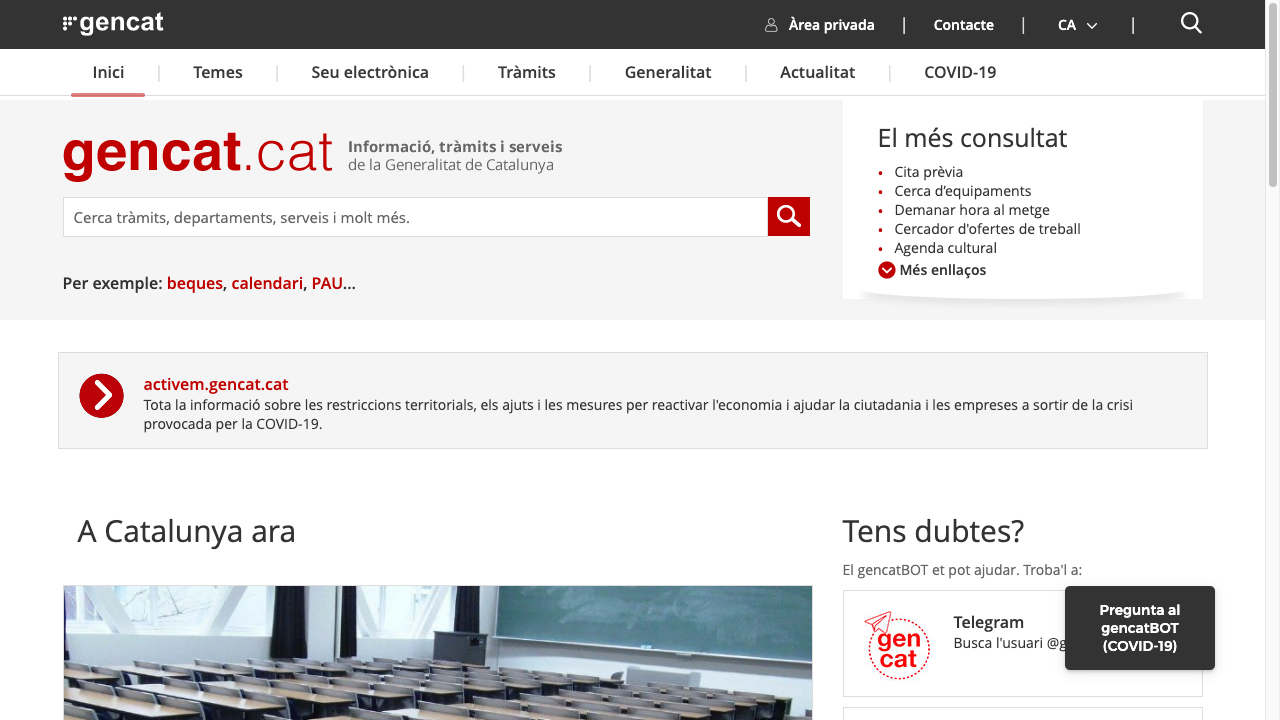 gencat
Àrea privada | Contacte | CA |
Inici | Temes | Seu electrònica | Tràmits | Generalitat | Actualitat | COVID-19
gencat.cat
Informació, tràmits i serveis
de la Generalitat de Catalunya
Cerca tràmits, departaments, serveis i molt més.
Per exemple: beques, calendari, PAU...
El més consultat
• Cita prèvia
• Cerca d'equipaments
• Demanar hora al metge
• Cercador d'ofertes de treball
• Agenda cultural
Més enllaços
activem.gencat.cat
Tota la informació sobre les restriccions territorials, els ajuts i les mesures per reactivar l'economia i ajudar la ciutadania i les empreses a sortir de la crisi
provocada per la COVID-19.
A Catalunya ara
Tens dubtes?
El gencatBOT et pot ajudar. Troba'l a:
gen
cat
Telegram
Busca l'usuari @g
Pregunta al
gencatBOT
(COVID-19)